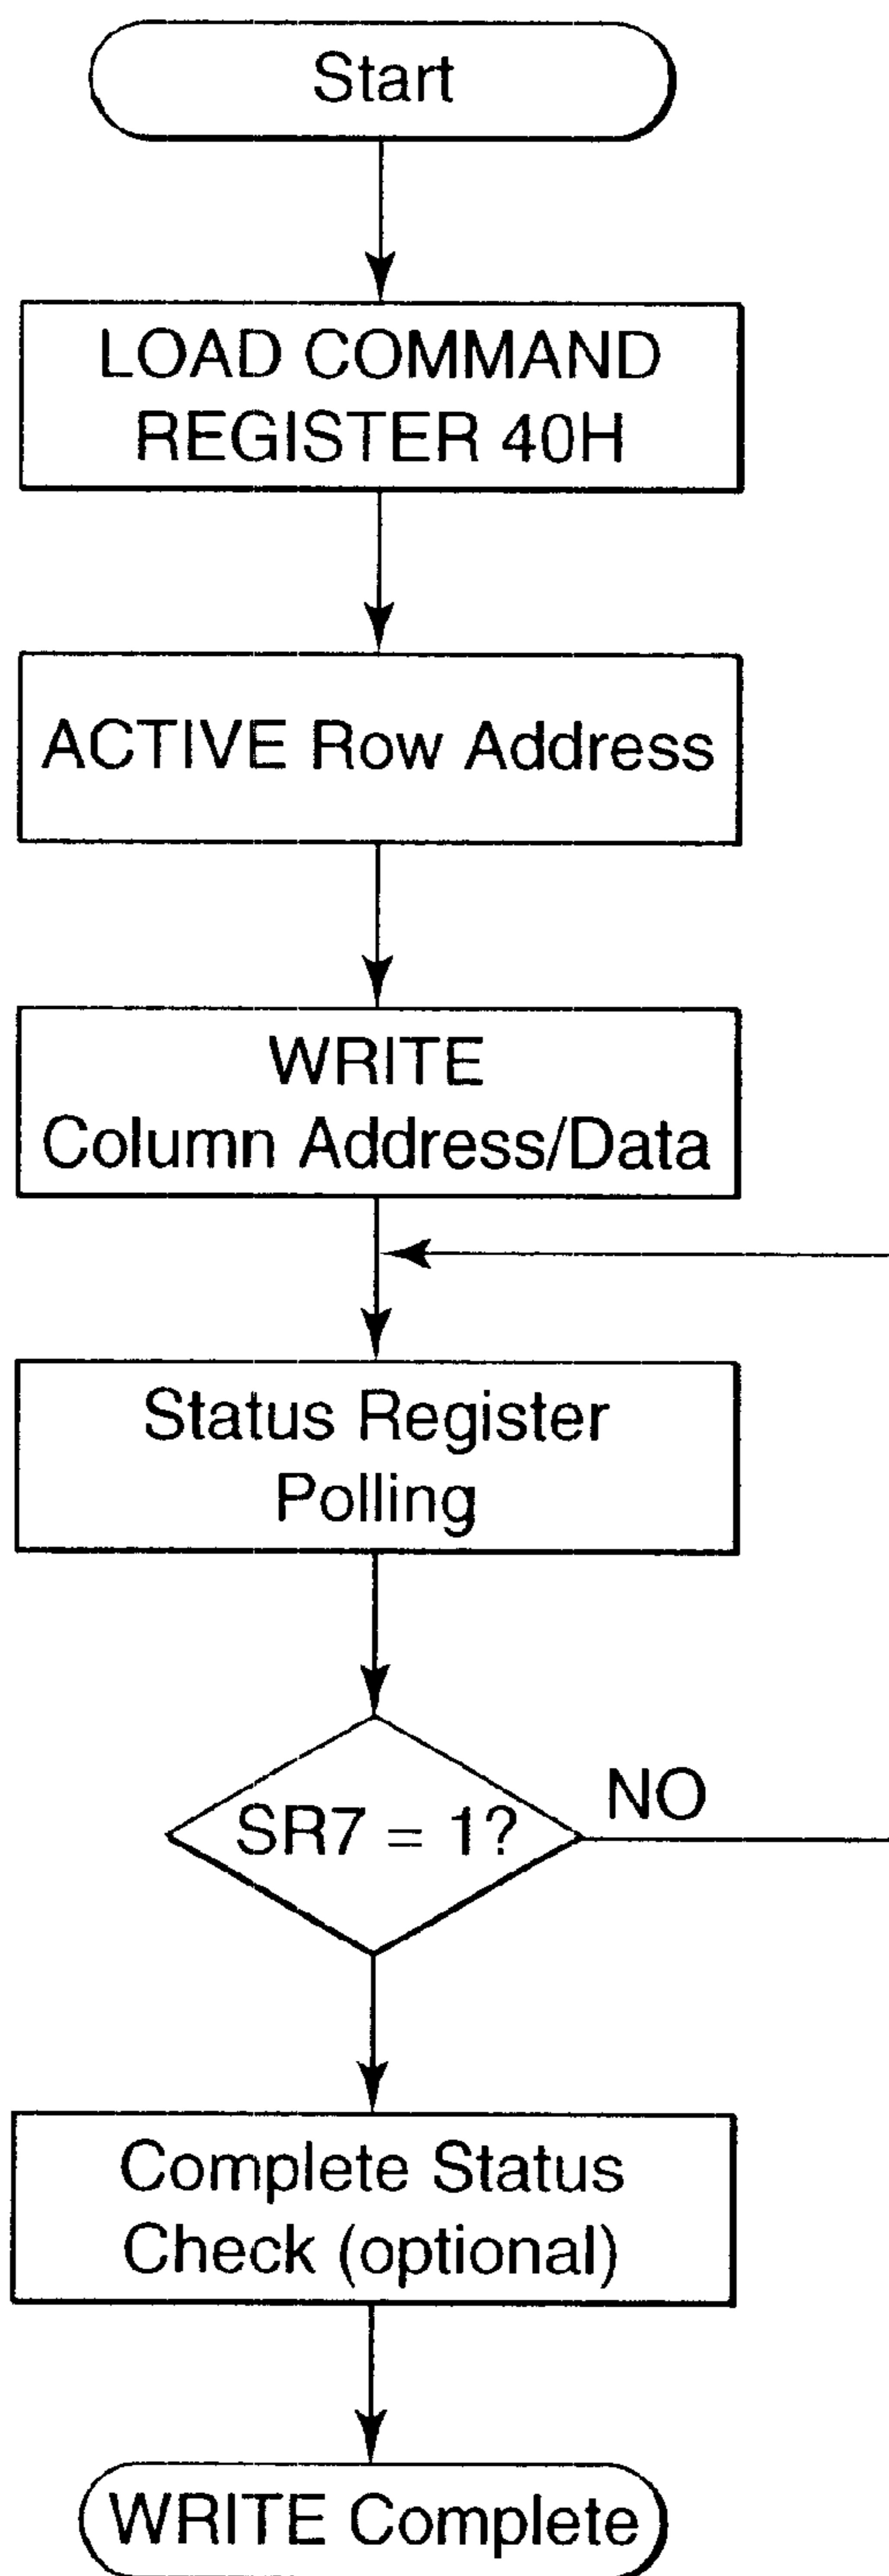 Start
LOAD COMMAND
REGISTER 40H
ACTIVE Row Address
WRITE
Column Address/Data
Status Register
Polling
SR7 = 1?
NO
Complete Status
Check (optional)
WRITE Complete